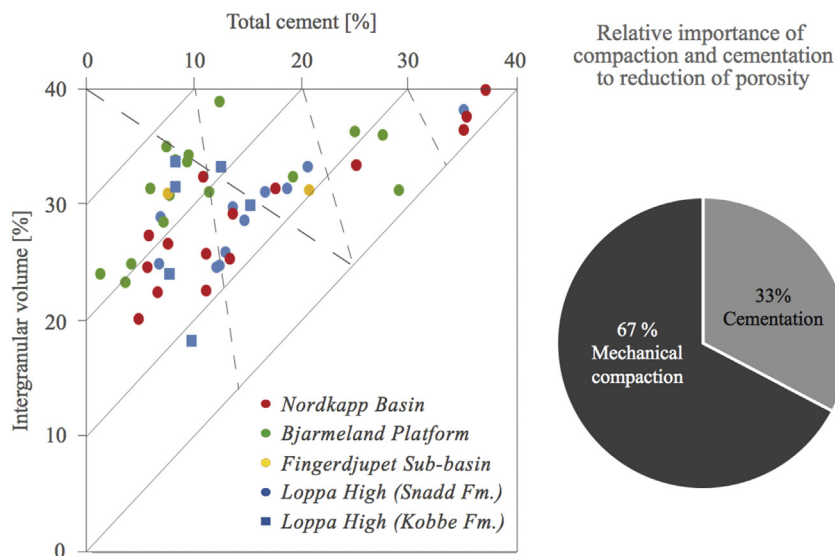 Total cement [%]
0
10
20
30
40
40
30
20
10
0
Intergranular volume [%]
Nordkapp Basin
Bjarmeland Platform
Fingerdjupet Sub-basin
Loppa High (Snadd Fm.)
Loppa High (Kobbe Fm.)
Relative importance of
compaction and cementation
to reduction of porosity
33%
Cementation
67 %
Mechanical
compaction